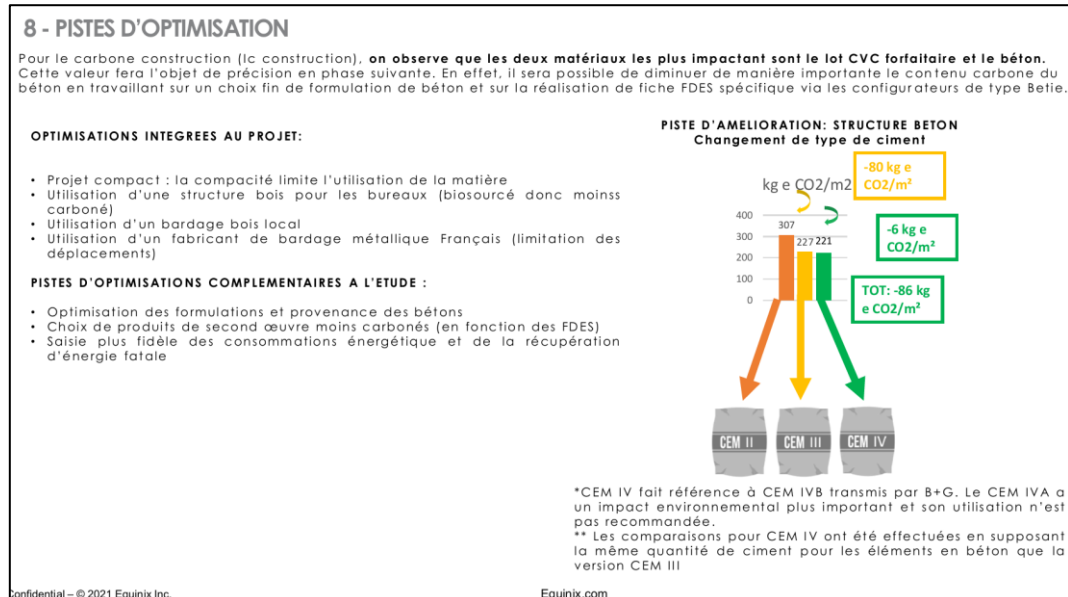 8 - PISTES D'OPTIMISATION
Pour le carbone construction (Ic construction), on observe que les deux matériaux les plus impactant sont le lot CVC forfaitaire et le béton.
Cette valeur fera l'objet de précision en phase suivante. En effet, il sera possible de diminuer de manière importante le contenu carbone du
béton en travaillant sur un choix fin de formulation de béton et sur la réalisation de fiche FDES spécifique via les configurateurs de type Betie.
OPTIMISATIONS INTEGREES AU PROJET:
• Projet compact : la compacité limite l'utilisation de la matière
• Utilisation d'une structure bois pour les bureaux (biosourcé donc moinss
carboné)
• Utilisation d'un bardage bois local
• Utilisation d'un fabricant de bardage métallique Français (limitation des
déplacements)
PISTES D'OPTIMISATIONS COMPLEMENTAIRES A L'ETUDE :
• Optimisation des formulations et provenance des bétons
• Choix de produits de second œuvre moins carbonés (en fonction des FDES)
• Saisie plus fidèle des consommations énergétique et de la récupération
d'énergie fatale
PISTE D'AMELIORATION: STRUCTURE BETON
Changement de type de ciment
kg e CO2/m2
-80 kg e
CO2/m²
400
300
200
100
0
307
227
221
-6 kg e
CO2/m²
TOT: -86 kg
e CO2/m²
CEM II
CEM III
CEM IV
*CEM IV fait référence à CEM IVB transmis par B+G. Le CEM IVA a
un impact environnemental plus important et son utilisation n'est
pas recommandée.
** Les comparaisons pour CEM IV ont été effectuées en supposant
la même quantité de ciment pour les éléments en béton que la
version CEM III
Confidential – © 2021 Equinix Inc.
Equinix.com